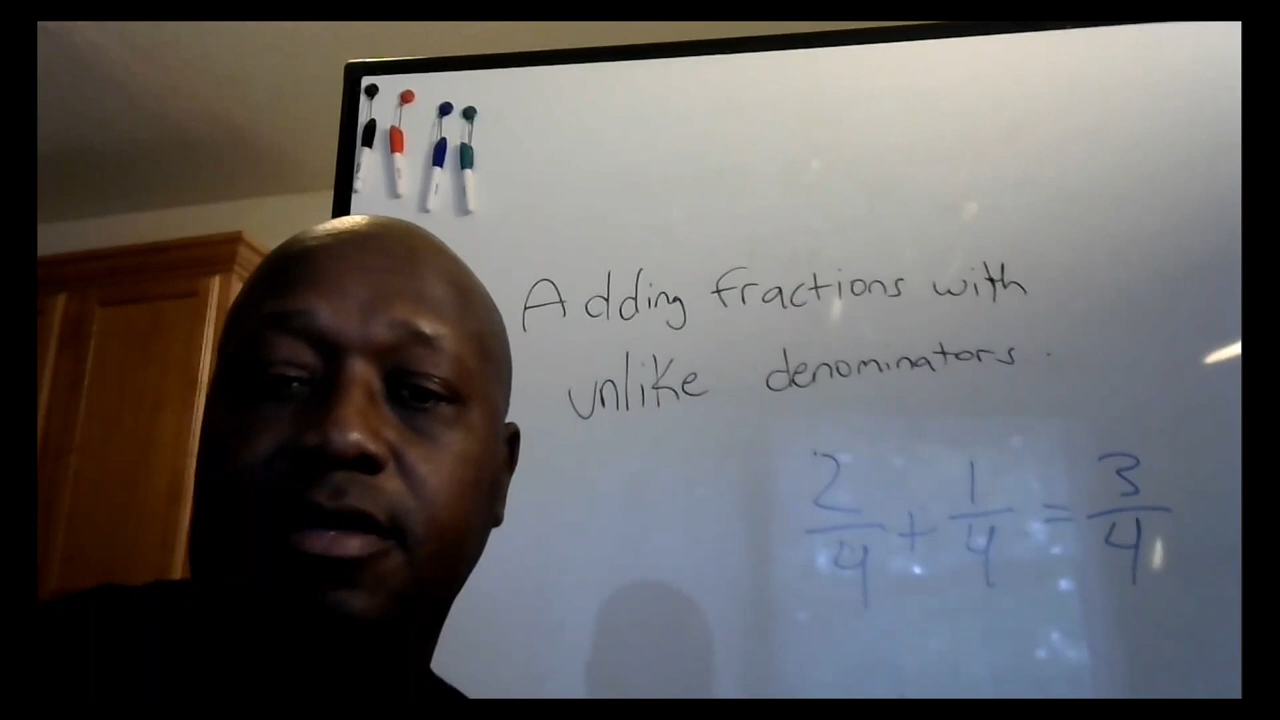 Adding fractions with
unlike denominators.
2/4 + 1/4 = 3/4